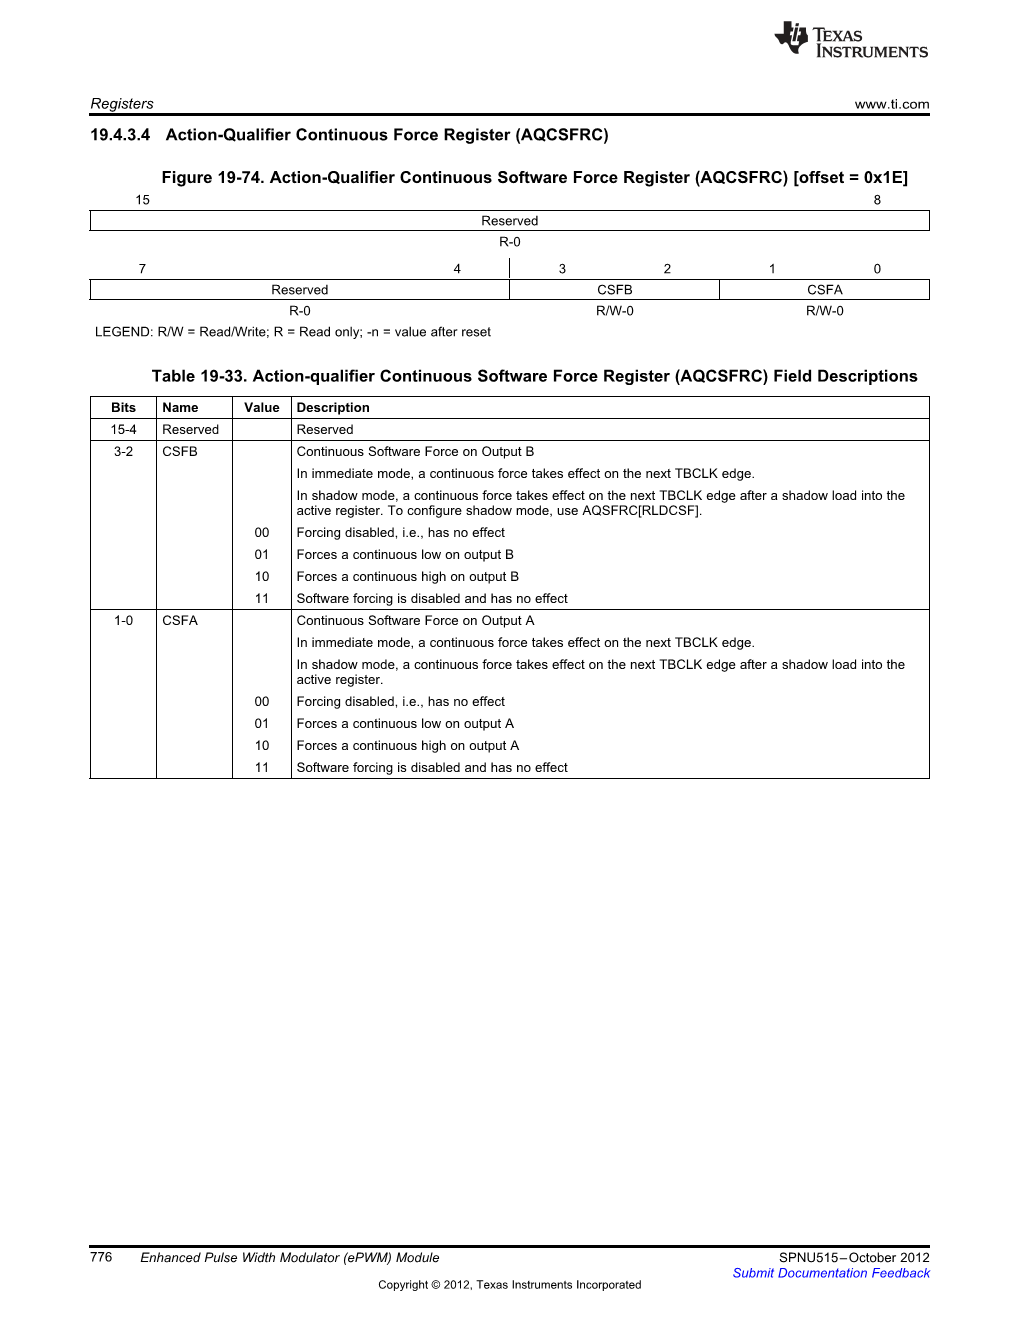 TEXAS
INSTRUMENTS
Registers www.ti.com
19.4.3.4 Action-Qualifier Continuous Force Register (AQCSFRC)
Figure 19-74. Action-Qualifier Continuous Software Force Register (AQCSFRC) [offset = 0x1E]
15 8
Reserved
R-0
7 4 3 2 1 0
Reserved CSFB CSFA
R-0 R/W-0 R/W-0
LEGEND: R/W = Read/Write; R = Read only; -n = value after reset
Table 19-33. Action-qualifier Continuous Software Force Register (AQCSFRC) Field Descriptions
Bits Name Value Description
15-4 Reserved Reserved
3-2 CSFB Continuous Software Force on Output B
In immediate mode, a continuous force takes effect on the next TBCLK edge.
In shadow mode, a continuous force takes effect on the next TBCLK edge after a shadow load into the
active register. To configure shadow mode, use AQSFRC[RLDCSF].
00 Forcing disabled, i.e., has no effect
01 Forces a continuous low on output B
10 Forces a continuous high on output B
11 Software forcing is disabled and has no effect
1-0 CSFA Continuous Software Force on Output A
In immediate mode, a continuous force takes effect on the next TBCLK edge.
In shadow mode, a continuous force takes effect on the next TBCLK edge after a shadow load into the
active register.
00 Forcing disabled, i.e., has no effect
01 Forces a continuous low on output A
10 Forces a continuous high on output A
11 Software forcing is disabled and has no effect
776 Enhanced Pulse Width Modulator (ePWM) Module SPNU515–October 2012
Submit Documentation Feedback
Copyright © 2012, Texas Instruments Incorporated